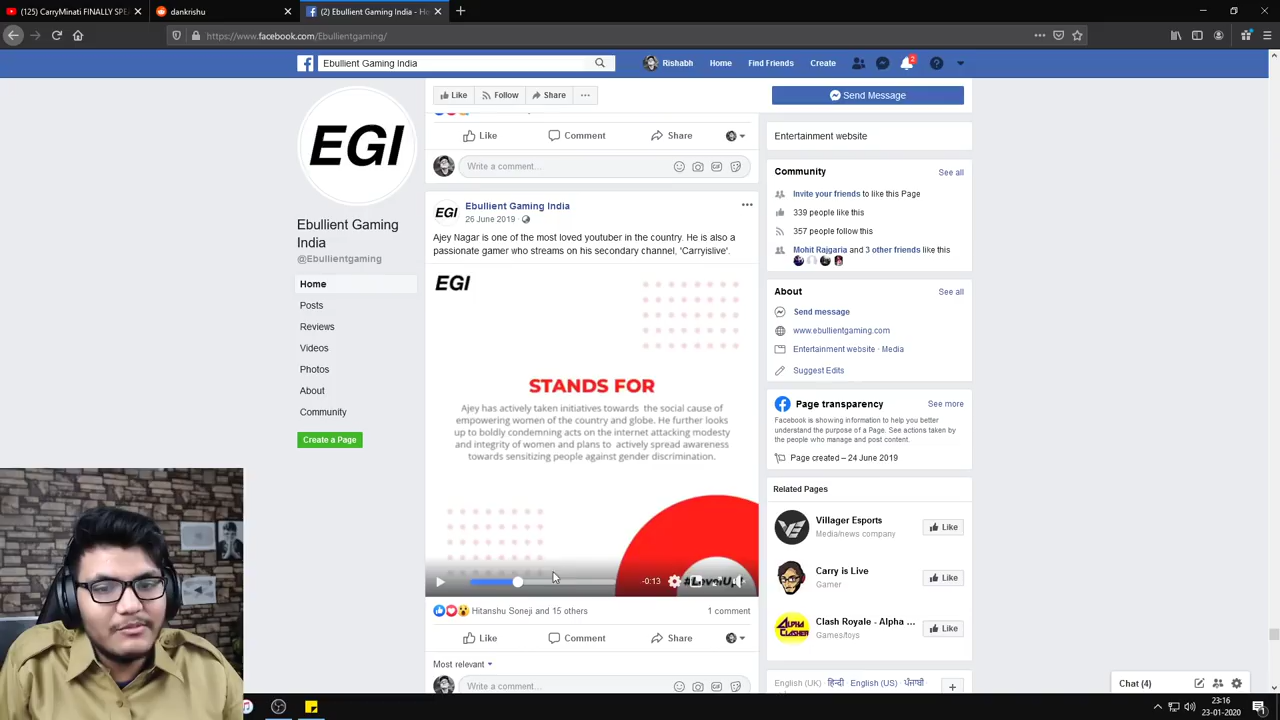 (125) CarryMinati FINALLY SPE
dankrishu
(2) Ebullient Gaming India - Ho
https://www.facebook.com/Ebullientgaming/
Ebullient Gaming India
Rishabh
Home
Find Friends
Create
2
EGI
Ebullient Gaming
India
@Ebullientgaming
Home
Posts
Reviews
Videos
Photos
About
Community
Create a Page
Like
Follow
Share
Send Message
Like
Comment
Share
Write a comment...
EGI
Ebullient Gaming India
26 June 2019
Ajey Nagar is one of the most loved youtuber in the country. He is also a
passionate gamer who streams on his secondary channel, 'Carryislive'.
EGI
STANDS FOR
Ajey has actively taken initiatives towards the social cause of
empowering women of the country and globe. He further looks
up to boldly condemning acts on the internet attacking modesty
and integrity of women and plans to actively spread awareness
towards sensitizing people against gender discrimination.
-0:13
Hitanshu Soneji and 15 others
1 comment
Like
Comment
Share
Most relevant
Write a comment...
Entertainment website
Community
See all
Invite your friends to like this Page
339 people like this
357 people follow this
Mohit Rajgaria and 3 other friends like this
About
See all
Send message
www.ebullientgaming.com
Entertainment website · Media
Suggest Edits
Page transparency
See more
Facebook is showing information to help you better
understand the purpose of a Page. See actions taken by
the people who manage and post content.
Page created – 24 June 2019
Related Pages
Villager Esports
Media/news company
Like
Carry is Live
Gamer
Like
Clash Royale - Alpha ...
Games/toys
Like
English (UK) · हिन्दी · English (US) · ਪੰਜਾਬੀ
Chat (4)
23:16
23-01-2020